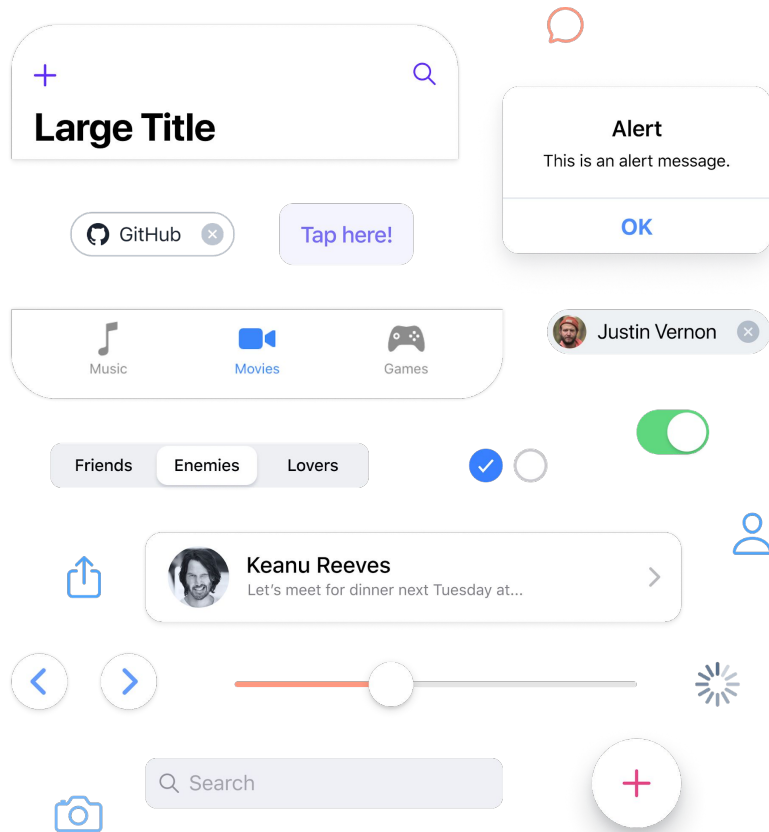 Large Title
Alert
This is an alert message.
OK
GitHub
Tap here!
Music
Movies
Games
Justin Vernon
Friends
Enemies
Lovers
Keanu Reeves
Let’s meet for dinner next Tuesday at...
Search